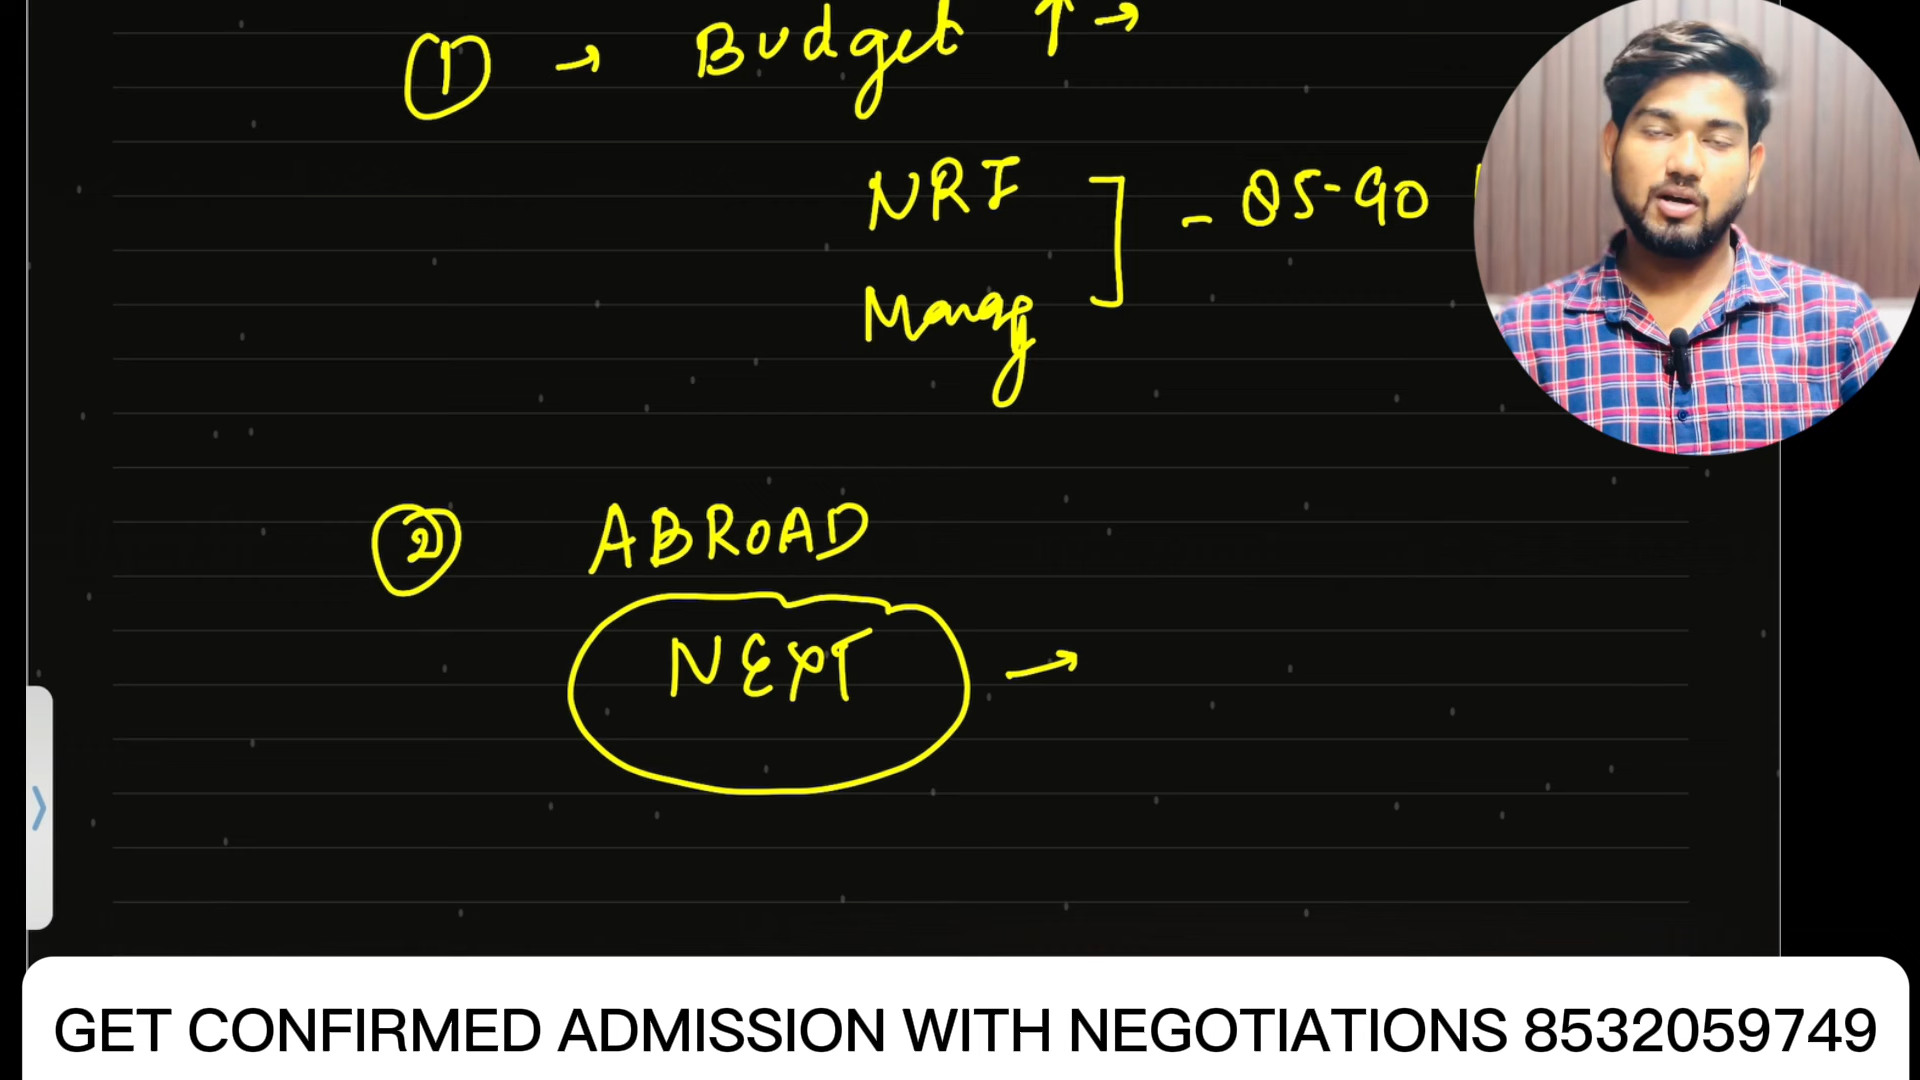 ① → Budget ↑ →
NRI
- 85-90
Manag
② ABROAD
NEXT →
GET CONFIRMED ADMISSION WITH NEGOTIATIONS 8532059749